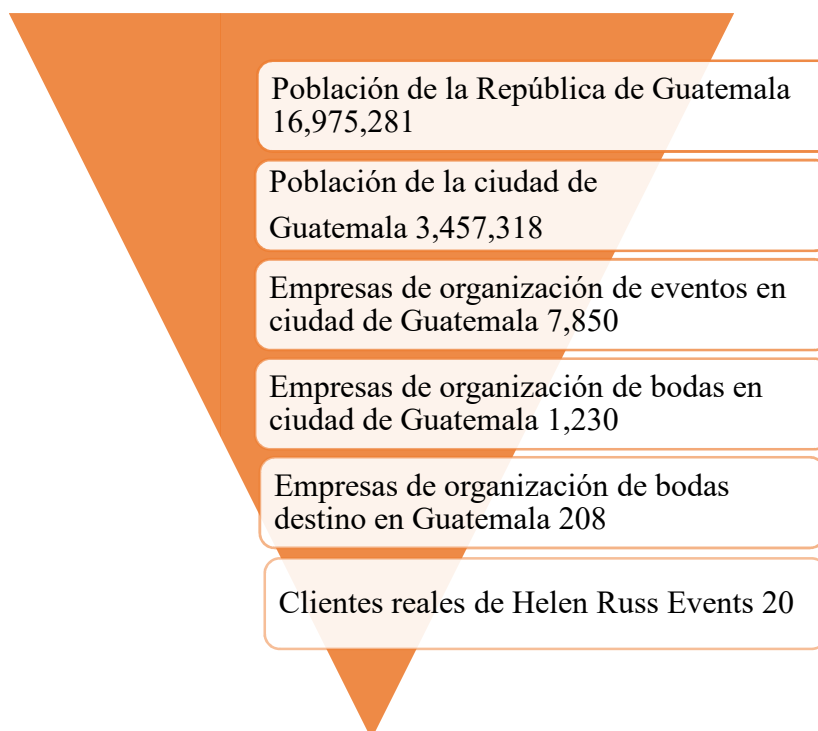 Población de la República de Guatemala
16,975,281
Población de la ciudad de
Guatemala 3,457,318
Empresas de organización de eventos en
ciudad de Guatemala 7,850
Empresas de organización de bodas en
ciudad de Guatemala 1,230
Empresas de organización de bodas
destino en Guatemala 208
Clientes reales de Helen Russ Events 20